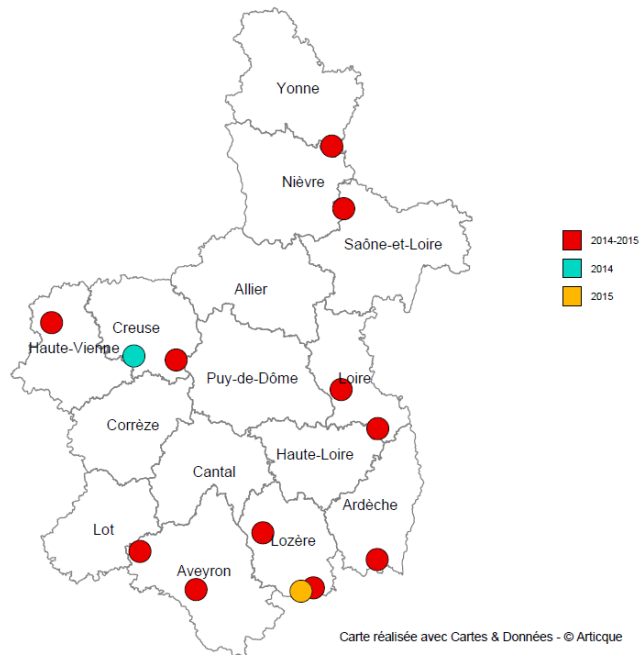 Yonne
Nièvre
Saône-et-Loire
2014-2015
2014
2015
Allier
Creuse
Haute-Vienne
Puy-de-Dôme
Loire
Corrèze
Haute-Loire
Cantal
Ardèche
Lot
Lozère
Aveyron
Carte réalisée avec Cartes & Données - © Articque